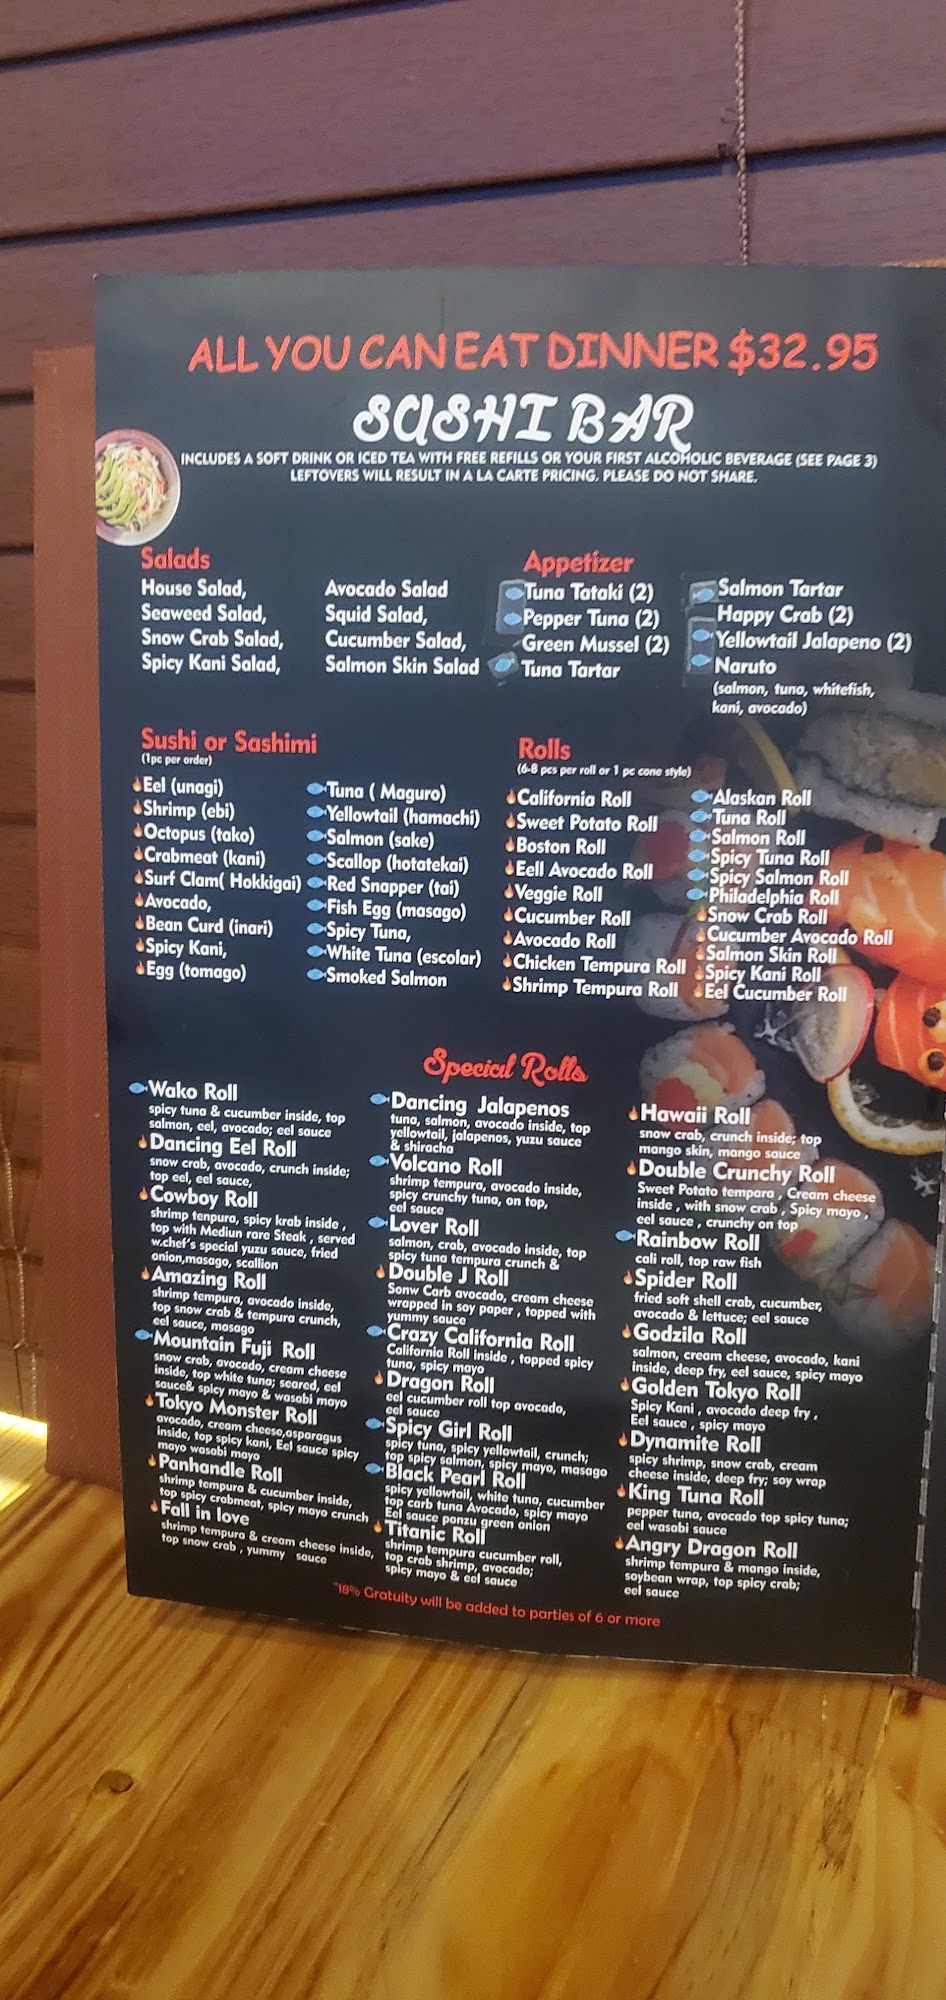 ALL YOU CAN EAT DINNER $32.95
SUSHI BAR
INCLUDES A SOFT DRINK OR ICED TEA WITH FREE REFILLS OR YOUR FIRST ALCOHOLIC BEVERAGE (SEE PAGE 3)
LEFTOVERS WILL RESULT IN A LA CARTE PRICING. PLEASE DO NOT SHARE.
Salads
House Salad,
Seaweed Salad,
Snow Crab Salad,
Spicy Kani Salad,
Avocado Salad
Squid Salad,
Cucumber Salad,
Salmon Skin Salad
Appetizer
Tuna Tataki (2)
Pepper Tuna (2)
Green Mussel (2)
Tuna Tartar
Salmon Tartar
Happy Crab (2)
Yellowtail Jalapeno (2)
Naruto
(salmon, tuna, whitefish,
kani, avocado)
Sushi or Sashimi
(1pc per order)
Eel (unagi)
Shrimp (ebi)
Octopus (tako)
Crabmeat (kani)
Surf Clam( Hokkigai)
Avocado,
Bean Curd (inari)
Spicy Kani,
Egg (tomago)
Tuna ( Maguro)
Yellowtail (hamachi)
Salmon (sake)
Scallop (hotatekai)
Red Snapper (tai)
Fish Egg (masago)
Spicy Tuna,
White Tuna (escolar)
Smoked Salmon
Rolls
(6-8 pcs per roll or 1 pc cone style)
California Roll
Sweet Potato Roll
Boston Roll
Eell Avocado Roll
Veggie Roll
Cucumber Roll
Avocado Roll
Chicken Tempura Roll
Shrimp Tempura Roll
Alaskan Roll
Tuna Roll
Salmon Roll
Spicy Tuna Roll
Spicy Salmon Roll
Philadelphia Roll
Snow Crab Roll
Cucumber Avocado Roll
Salmon Skin Roll
Spicy Kani Roll
Eel Cucumber Roll
Special Rolls
Wako Roll
spicy tuna & cucumber inside, top
salmon, eel, avocado; eel sauce
Dancing Eel Roll
snow crab, avocado, crunch inside;
top eel, eel sauce,
Cowboy Roll
shrimp tenpura, spicy krab inside ,
top with Mediun rare Steak , served
w.chef's special yuzu sauce, fried
onion,masago, scallion
Amazing Roll
shrimp tempura, avocado inside,
top snow crab & tempura crunch,
eel sauce, masago
Mountain Fuji Roll
snow crab, avocado, cream cheese
inside, top white tuna; seared, eel
sauce& spicy mayo & wasabi mayo
Tokyo Monster Roll
avocado, cream cheese,asparagus
inside, top spicy kani, Eel sauce spicy
mayo wasabi mayo
Panhandle Roll
shrimp tempura & cucumber inside,
top spicy crabmeat, spicy mayo crunch
Fall in love
shrimp tempura & cream cheese inside,
top snow crab , yummy sauce
Dancing Jalapenos
tuna, salmon, avocado inside, top
yellowtail, jalapenos, yuzu sauce
& shiracha
Volcano Roll
shrimp tempura, avocado inside,
spicy crunchy tuna, on top,
eel sauce
Lover Roll
salmon, crab, avocado inside, top
spicy tuna tempura crunch &
Double J Roll
Sonw Carb avocado, cream cheese
wrapped in soy paper , topped with
yummy sauce
Crazy California Roll
California Roll inside , topped spicy
tuna, spicy mayo
Dragon Roll
eel cucumber roll top avocado,
eel sauce
Spicy Girl Roll
spicy tuna, spicy yellowtail, crunch;
top spicy salmon, spicy mayo, masago
Black Pearl Roll
spicy yellowtail, white tuna, cucumber
top carb tuna Avocado, spicy mayo
Eel sauce ponzu green onion
Titanic Roll
shrimp tempura cucumber roll,
top crab shrimp, avocado;
spicy mayo & eel sauce
Hawaii Roll
snow crab, crunch inside; top
mango skin, mango sauce
Double Crunchy Roll
Sweet Potato tempara , Cream cheese
inside , with snow crab , Spicy mayo ,
eel sauce , crunchy on top
Rainbow Roll
cali roll, top raw fish
Spider Roll
fried soft shell crab, cucumber,
avocado & lettuce; eel sauce
Godzila Roll
salmon, cream cheese, avocado, kani
inside, deep fry, eel sauce, spicy mayo
Golden Tokyo Roll
Spicy Kani , avocado deep fry ,
Eel sauce , spicy mayo
Dynamite Roll
spicy shrimp, snow crab, cream
cheese inside, deep fry; soy wrap
King Tuna Roll
pepper tuna, avocado top spicy tuna;
eel wasabi sauce
Angry Dragon Roll
shrimp tempura & mango inside,
soybean wrap, top spicy crab;
eel sauce
"18% Gratuity will be added to parties of 6 or more